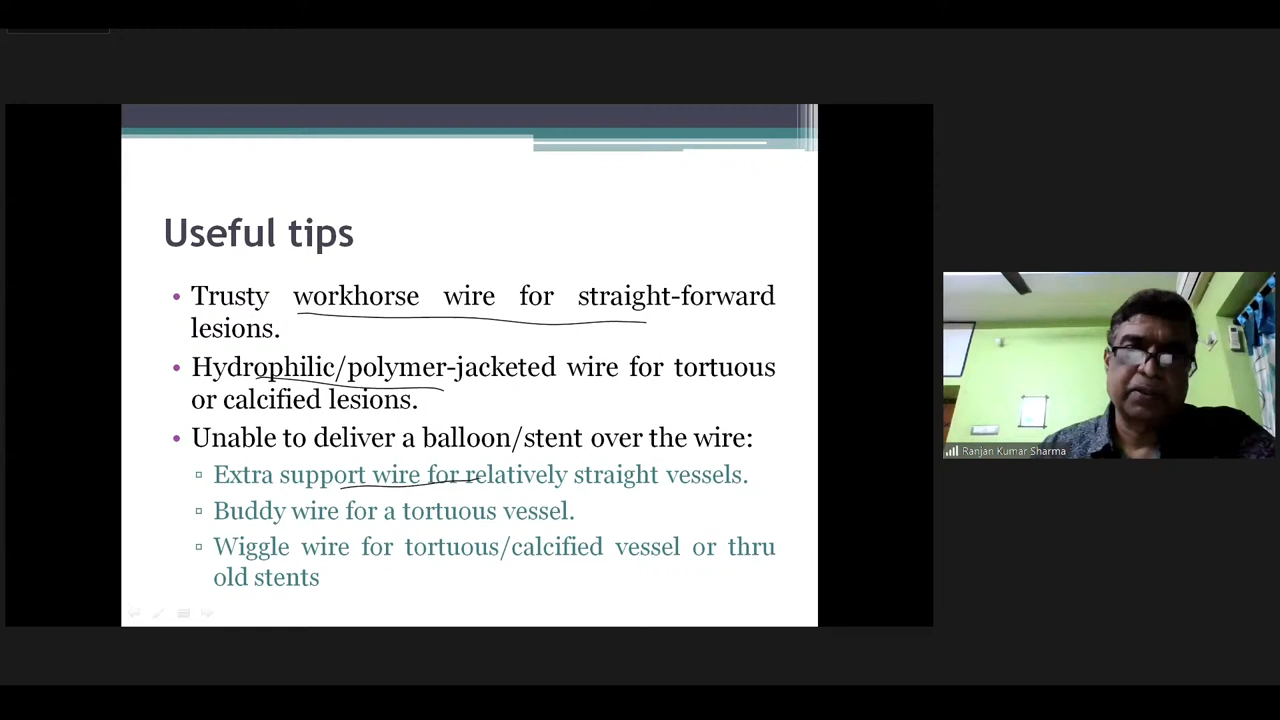 Useful tips
• Trusty workhorse wire for straight-forward
lesions.
• Hydrophilic/polymer-jacketed wire for tortuous
or calcified lesions.
• Unable to deliver a balloon/stent over the wire:
▫ Extra support wire for relatively straight vessels.
▫ Buddy wire for a tortuous vessel.
▫ Wiggle wire for tortuous/calcified vessel or thru
old stents
Ranjan Kumar Sharma